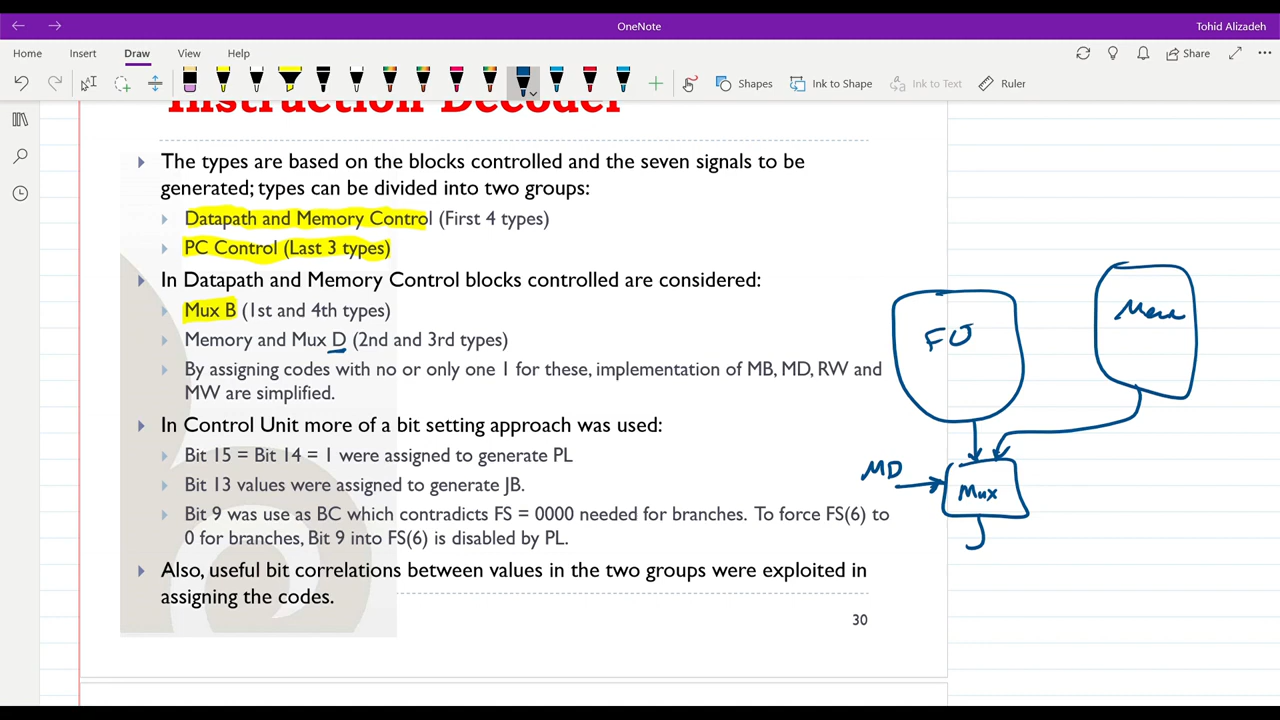 OneNote
Tohid Alizadeh
Home Insert Draw View Help
Share
Shapes Ink to Shape Ink to Text Ruler
Instruction Decoder
The types are based on the blocks controlled and the seven signals to be
generated; types can be divided into two groups:
Datapath and Memory Control (First 4 types)
PC Control (Last 3 types)
In Datapath and Memory Control blocks controlled are considered:
Mux B (1st and 4th types)
Memory and Mux D (2nd and 3rd types)
By assigning codes with no or only one 1 for these, implementation of MB, MD, RW and
MW are simplified.
In Control Unit more of a bit setting approach was used:
Bit 15 = Bit 14 = 1 were assigned to generate PL
Bit 13 values were assigned to generate JB.
Bit 9 was use as BC which contradicts FS = 0000 needed for branches. To force FS(6) to
0 for branches, Bit 9 into FS(6) is disabled by PL.
Also, useful bit correlations between values in the two groups were exploited in
assigning the codes.
30
FU
MD
Mux